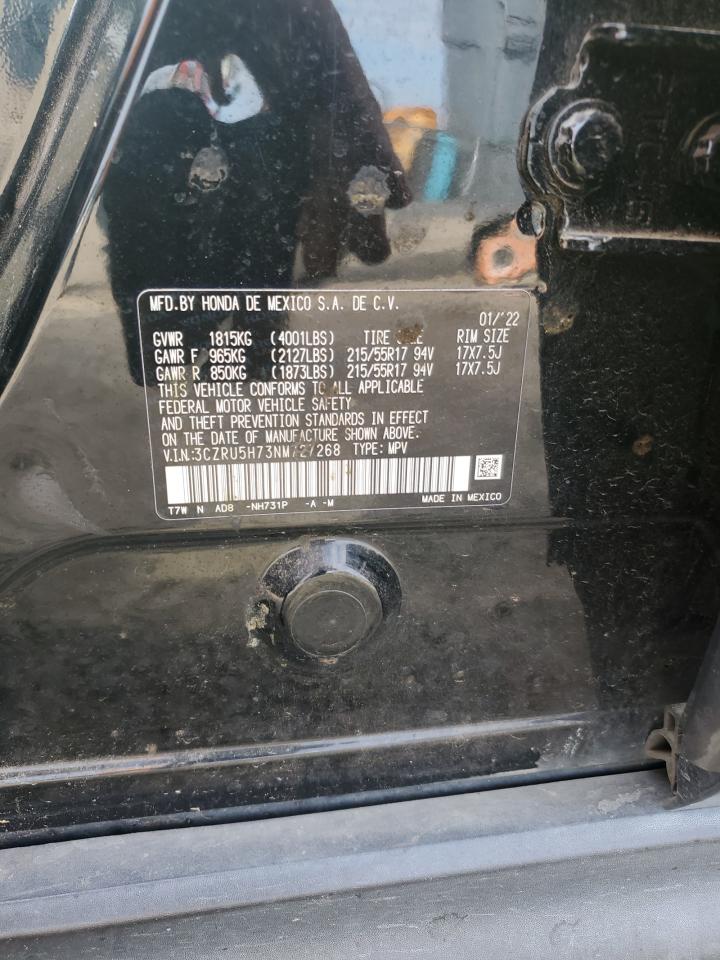 MFD.BY HONDA DE MEXICO S.A. DE C.V.
01/'22
GVWR 1815KG (4001LBS) TIRE RIM SIZE
GAWR F 965KG (2127LBS) 215/55R17 94V 17X7.5J
GAWR R 850KG (1873LBS) 215/55R17 94V 17X7.5J
THIS VEHICLE CONFORMS TO ALL APPLICABLE
FEDERAL MOTOR VEHICLE SAFETY
AND THEFT PREVENTION STANDARDS IN EFFECT
ON THE DATE OF MANUFACTURE SHOWN ABOVE.
V.I.N:3CZRU5H73NM727268 TYPE: MPV
T7W N AD8 -NH731P -A -M MADE IN MEXICO